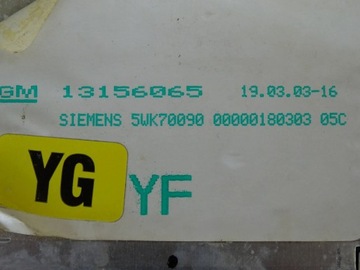 GM 13156065 19.03.03-16
SIEMENS 5WK70090 00000180303 05C
YG YF